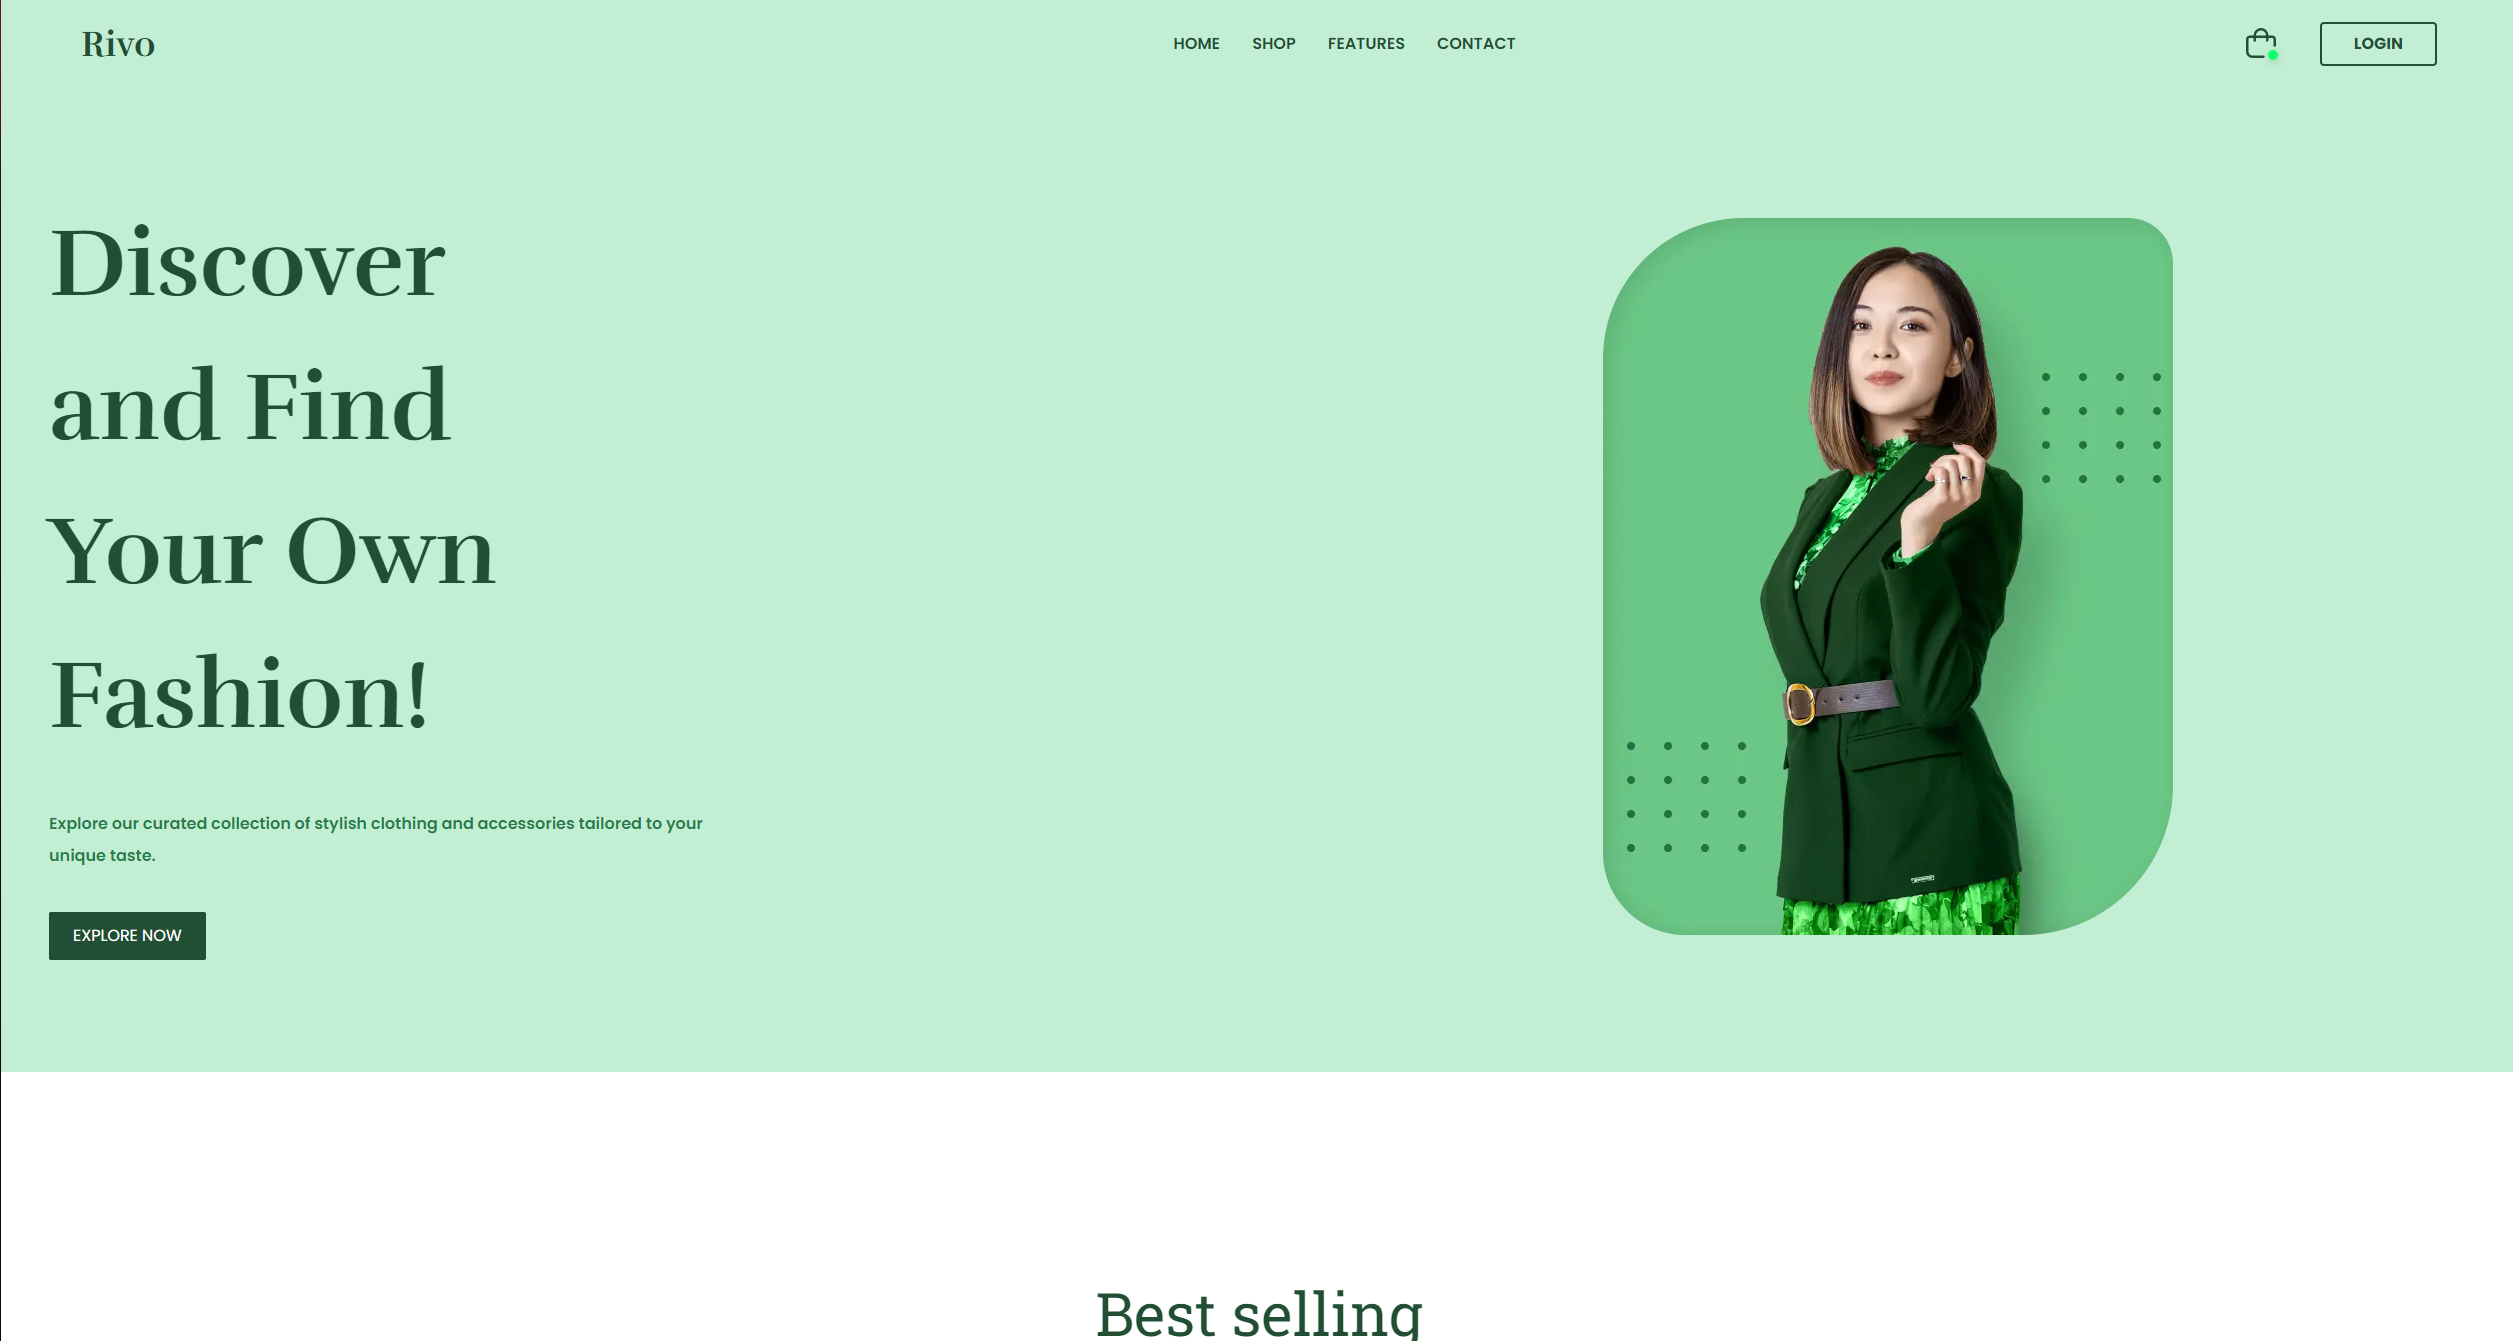 Rivo
HOME SHOP FEATURES CONTACT
LOGIN
Discover
and Find
Your Own
Fashion!
Explore our curated collection of stylish clothing and accessories tailored to your
unique taste.
EXPLORE NOW
Best selling